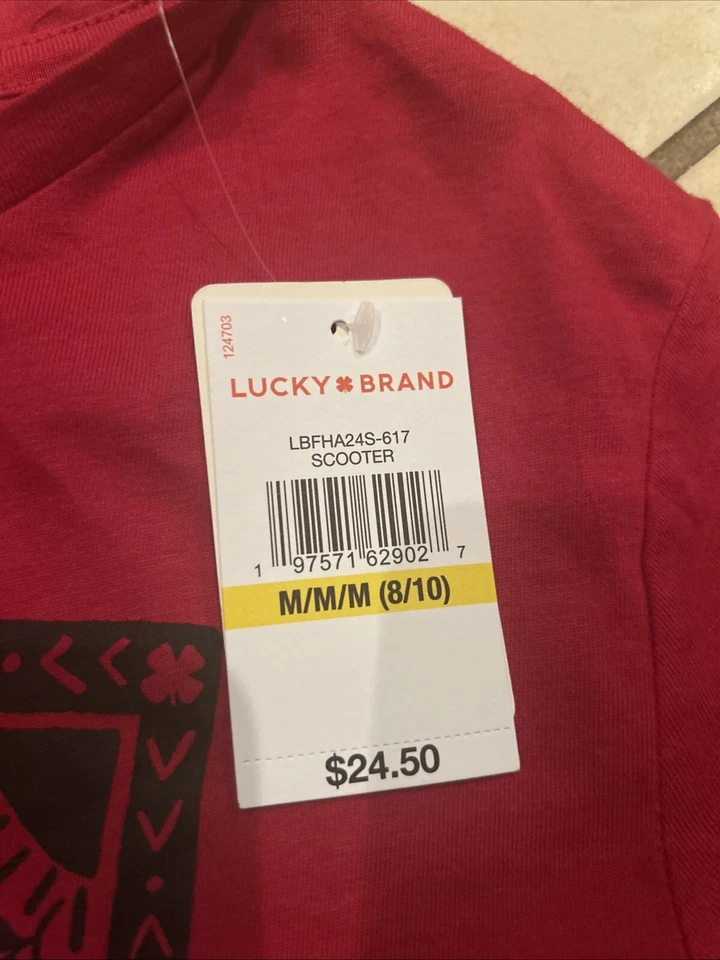 124703
LUCKY BRAND
LBFHA24S-617
SCOOTER
1 97571 62902 7
M/M/M (8/10)
$24.50